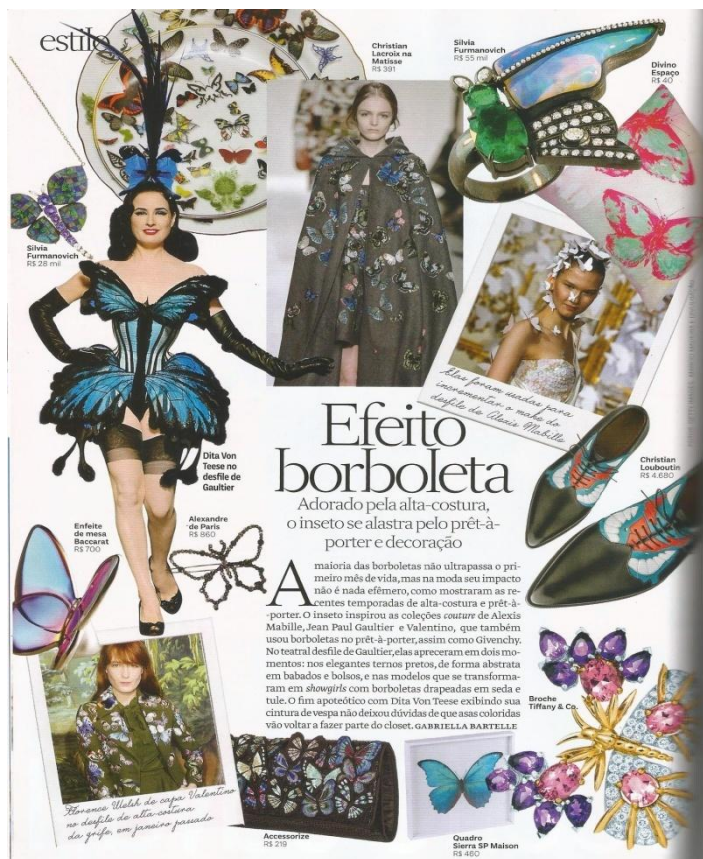 estilo
Christian
Lacroix na
Matisse
R$ 391
Silvia
Furmanovich
R$ 55 mil
Divino
Espaço
R$ 40
Silvia
Furmanovich
R$ 28 mil
Elas foram usadas para
incrementar o make do
desfile de Alexis Mabille
Dita Von
Teese no
desfile de
Gaultier
Efeito
borboleta
Adorado pela alta-costura,
o inseto se alastra pelo prêt-à-
porter e decoração
Christian
Louboutin
R$ 4.680
Enfeite
de mesa
Baccarat
R$ 700
Alexandre
de Paris
R$ 860
A maioria das borboletas não ultrapassa o pri-
meiro mês de vida, mas na moda seu impacto
não é nada efêmero, como mostraram as re-
centes temporadas de alta-costura e prêt-à-
-porter. O inseto inspirou as coleções couture de Alexis
Mabille, Jean Paul Gaultier e Valentino, que também
usou borboletas no prêt-à-porter, assim como Givenchy.
No teatral desfile de Gaultier, elas apreceram em dois mo-
mentos: nos elegantes ternos pretos, de forma abstrata
em babados e bolsos, e nas modelos que se transforma-
ram em showgirls com borboletas drapeadas em seda e
tule. O fim apoteótico com Dita Von Teese exibindo sua
cintura de vespa não deixou dúvidas de que asas coloridas
vão voltar a fazer parte do closet. GABRIELLA BARTELLE
Broche
Tiffany & Co.
Florence Welsh de capa Valentino
no desfile de alta-costura
da grife, em janeiro passado
Accessorize
R$ 219
Quadro
Sierra SP Maison
R$ 460